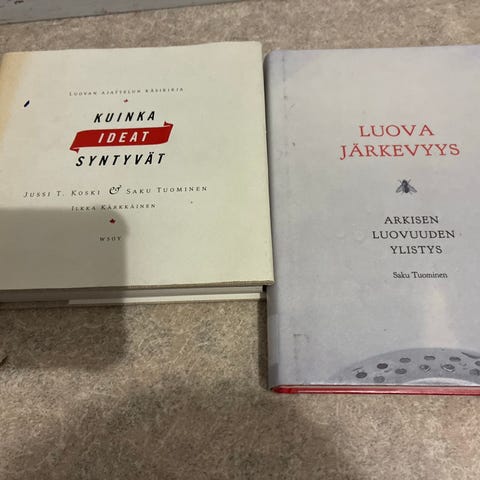 LUOVAN AJATTELUN KÄSIKIRJA
KUINKA
IDEAT
SYNTYVÄT
JUSSI T. KOSKI & SAKU TUOMINEN
ILKKA KÄRKKÄINEN
WSOY
LUOVA
JÄRKEVYYS
ARKISEN
LUOVUUDEN
YLISTYS
Saku Tuominen